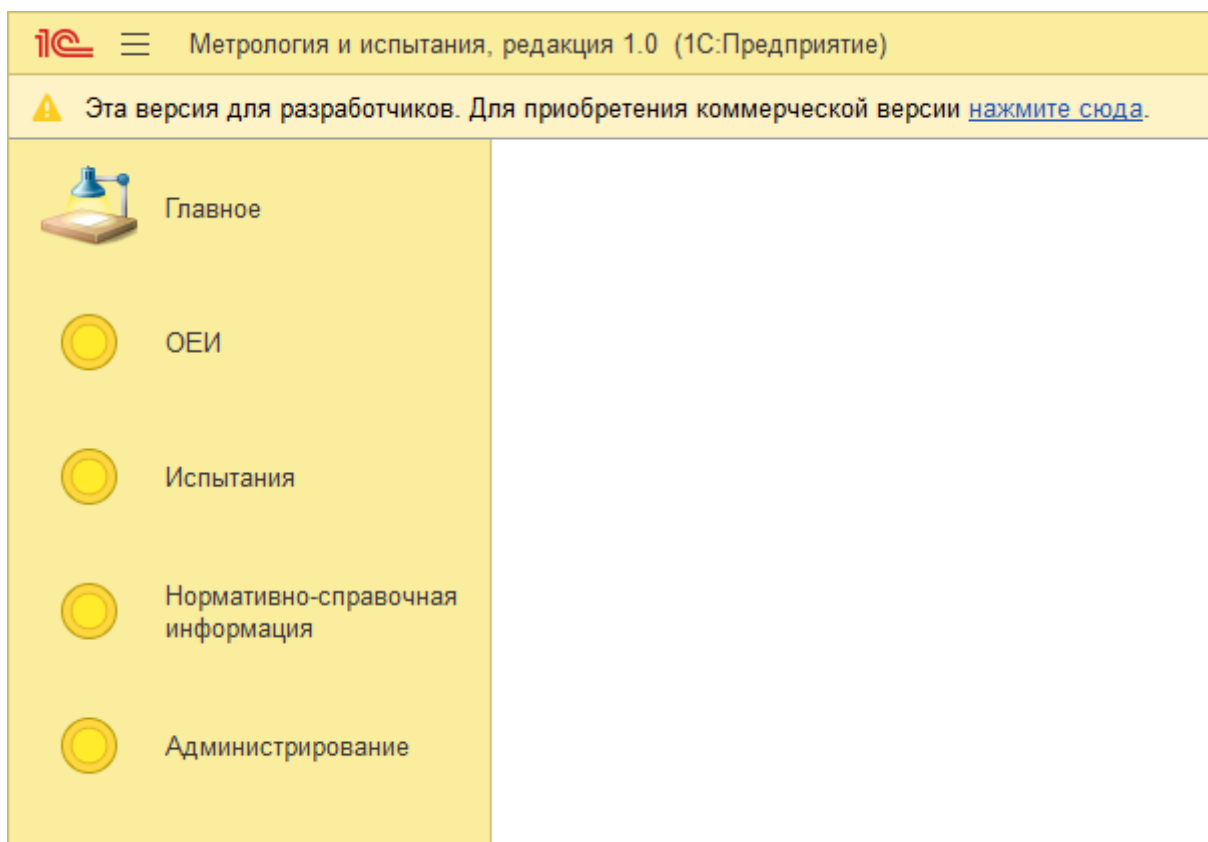 1С Метрология и испытания, редакция 1.0 (1С:Предприятие)
Эта версия для разработчиков. Для приобретения коммерческой версии нажмите сюда.
Главное
ОЕИ
Испытания
Нормативно-справочная
информация
Администрирование